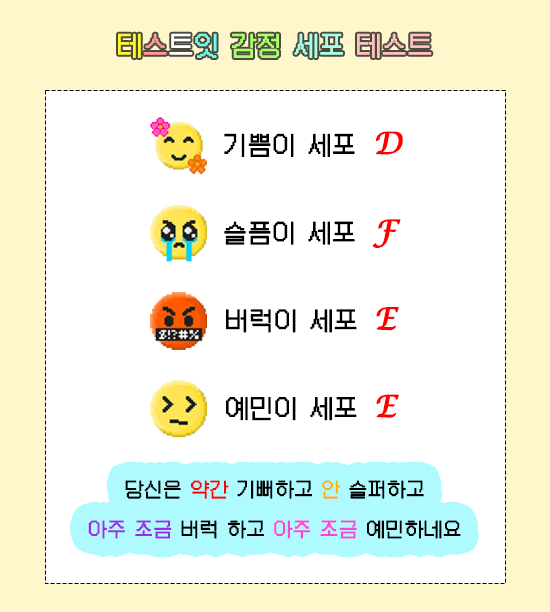 테스트잇 감정 세포 테스트
기쁨이 세포 D
슬픔이 세포 F
$!?#%
버럭이 세포 E
예민이 세포 E
당신은 약간 기뻐하고 안 슬퍼하고
아주 조금 버럭 하고 아주 조금 예민하네요